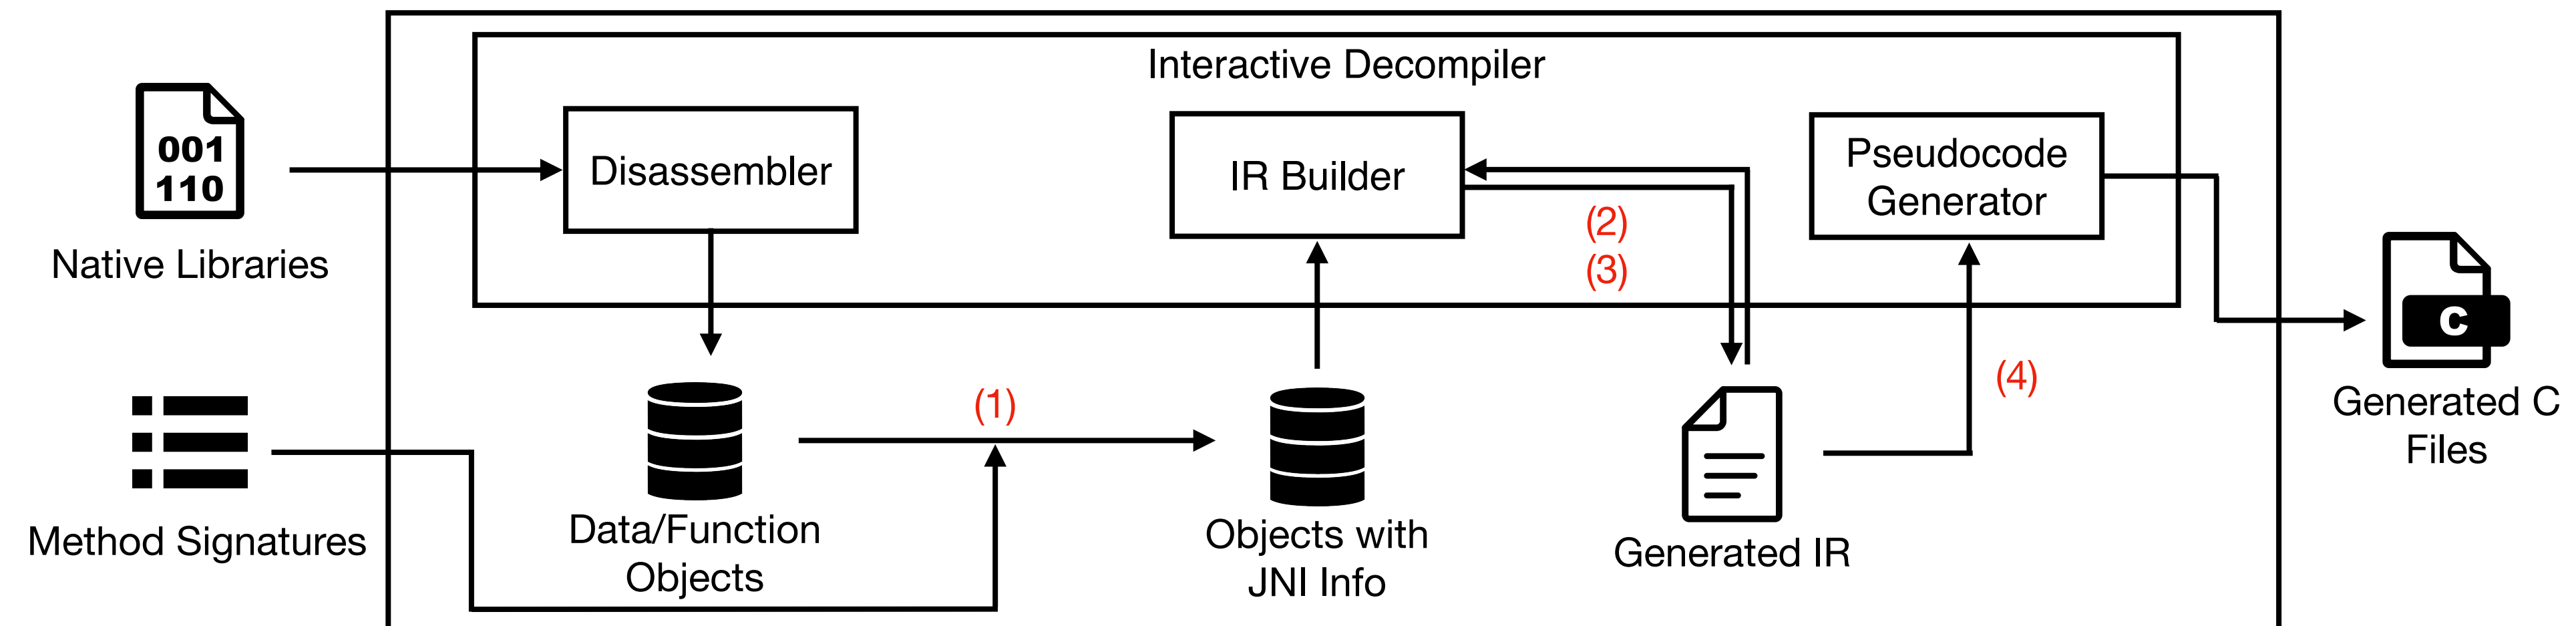 Interactive Decompiler
001
110
Native Libraries
Disassembler
IR Builder
Pseudocode
Generator
(2)
(3)
(1)
(4)
C
Generated C
Files
Method Signatures
Data/Function
Objects
Objects with
JNI Info
Generated IR